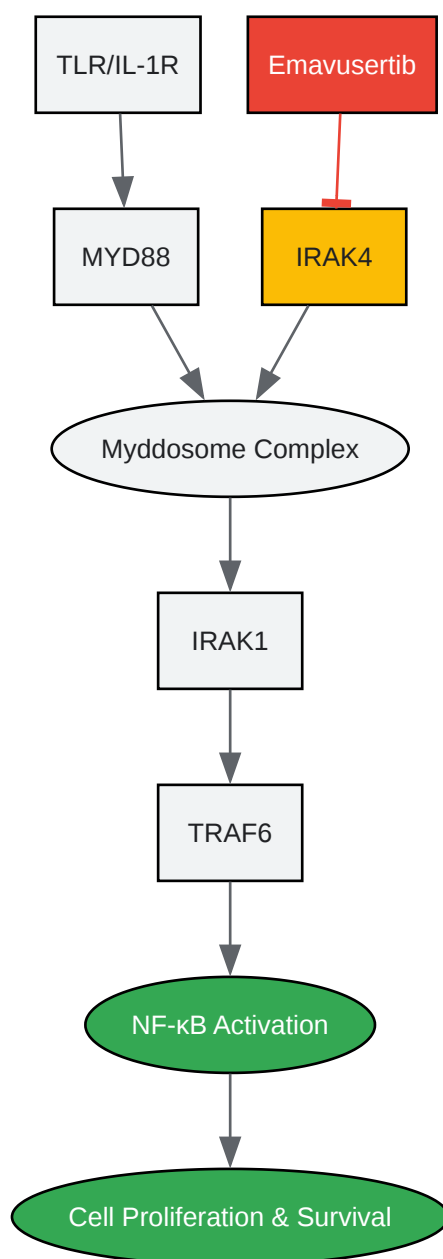 TLR/IL-1R
Emavusertib
MYD88
IRAK4
Myddosome Complex
IRAK1
TRAF6
NF-κB Activation
Cell Proliferation & Survival